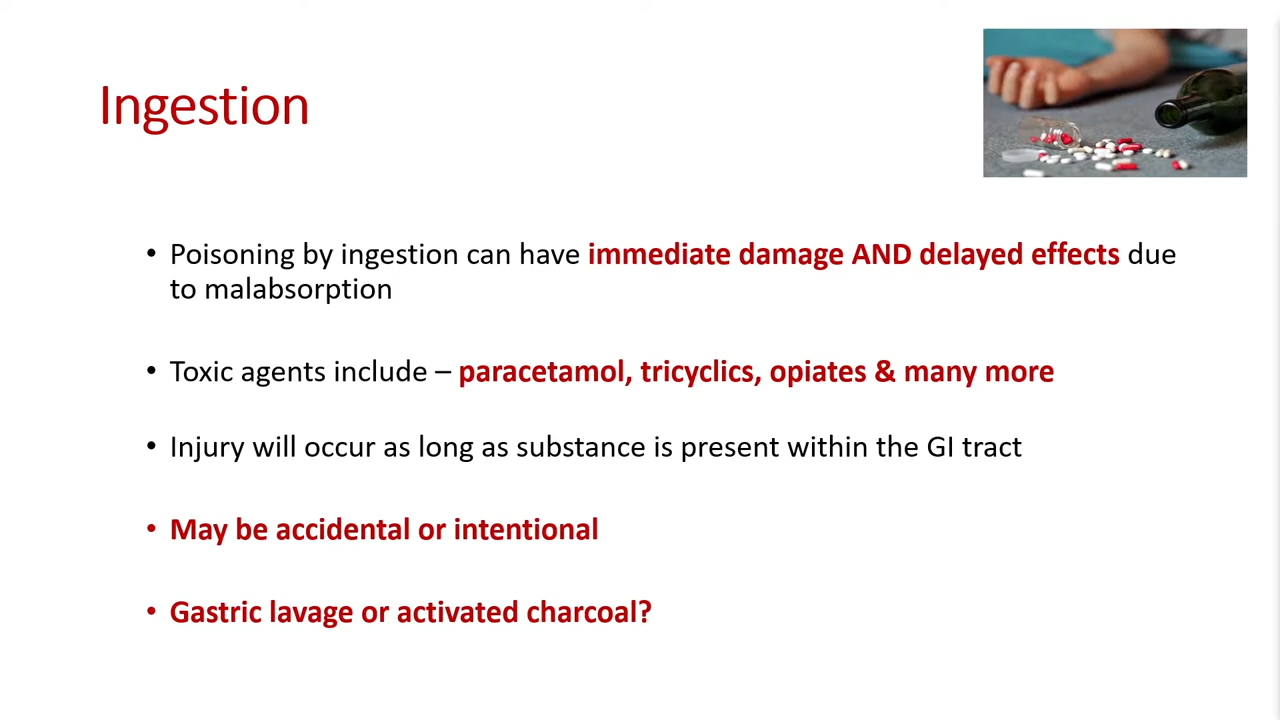 Ingestion
• Poisoning by ingestion can have immediate damage AND delayed effects due
to malabsorption
• Toxic agents include – paracetamol, tricyclics, opiates & many more
• Injury will occur as long as substance is present within the GI tract
• May be accidental or intentional
• Gastric lavage or activated charcoal?